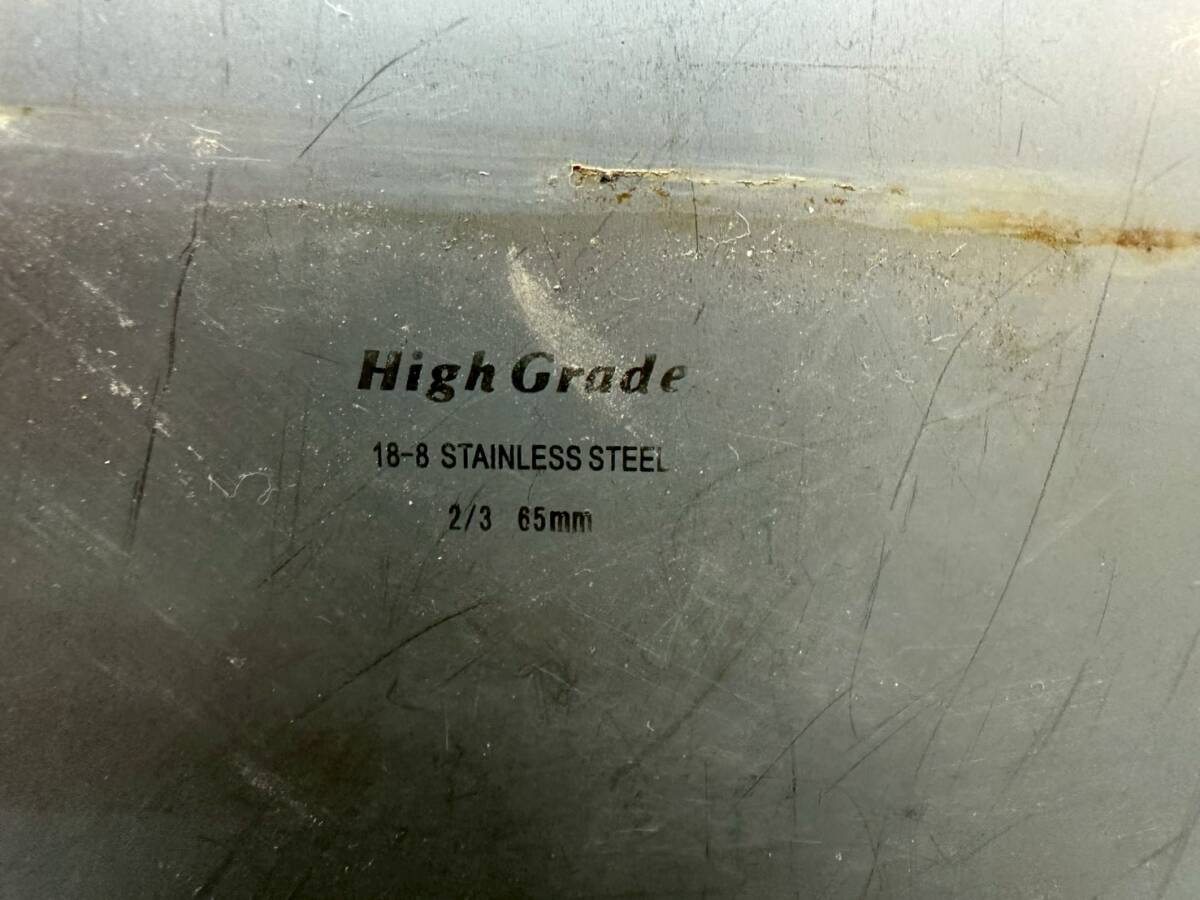 High Grade
18-8 STAINLESS STEEL
2/3 65mm